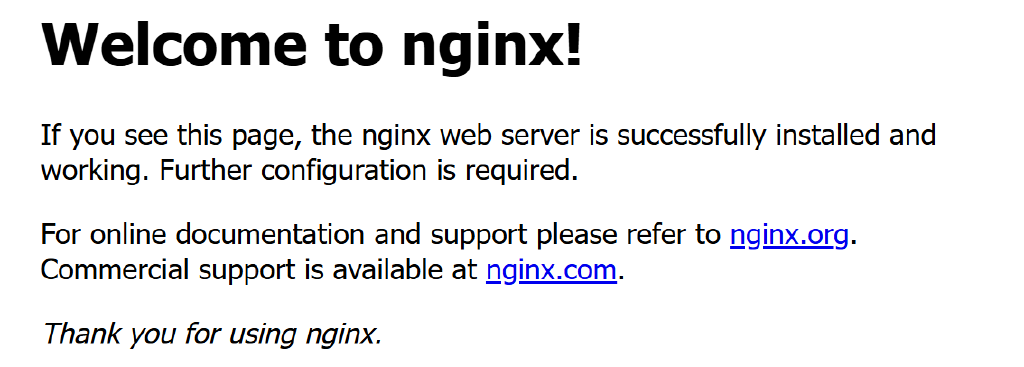 Welcome to nginx!
If you see this page, the nginx web server is successfully installed and
working. Further configuration is required.
For online documentation and support please refer to nginx.org.
Commercial support is available at nginx.com.
Thank you for using nginx.